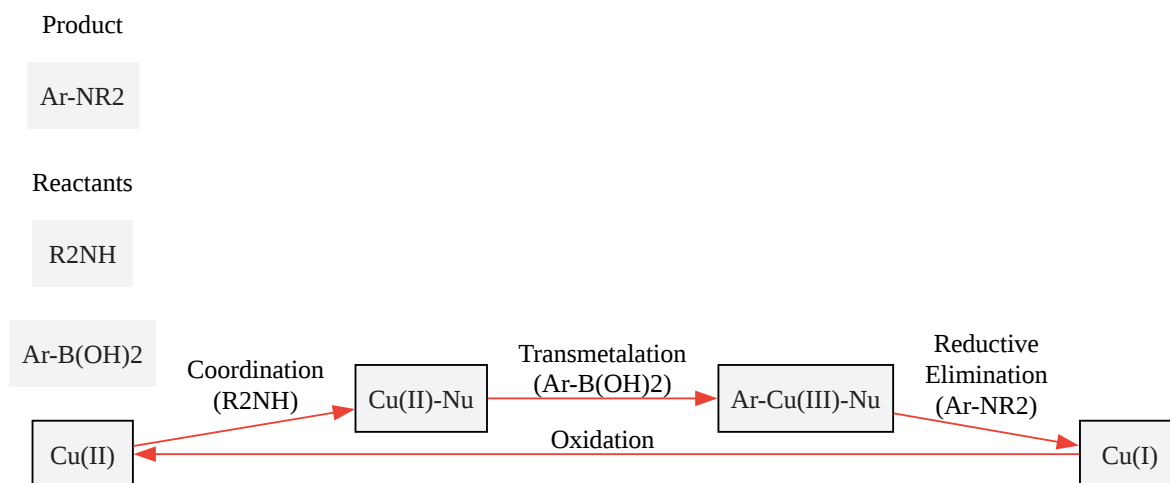 Product
Ar-NR2
Reactants
R2NH
Ar-B(OH)2
Coordination
(R2NH)
Transmetalation
(Ar-B(OH)2)
Reductive
Elimination
(Ar-NR2)
Cu(II)-Nu
Ar-Cu(III)-Nu
Oxidation
Cu(II)
Cu(I)